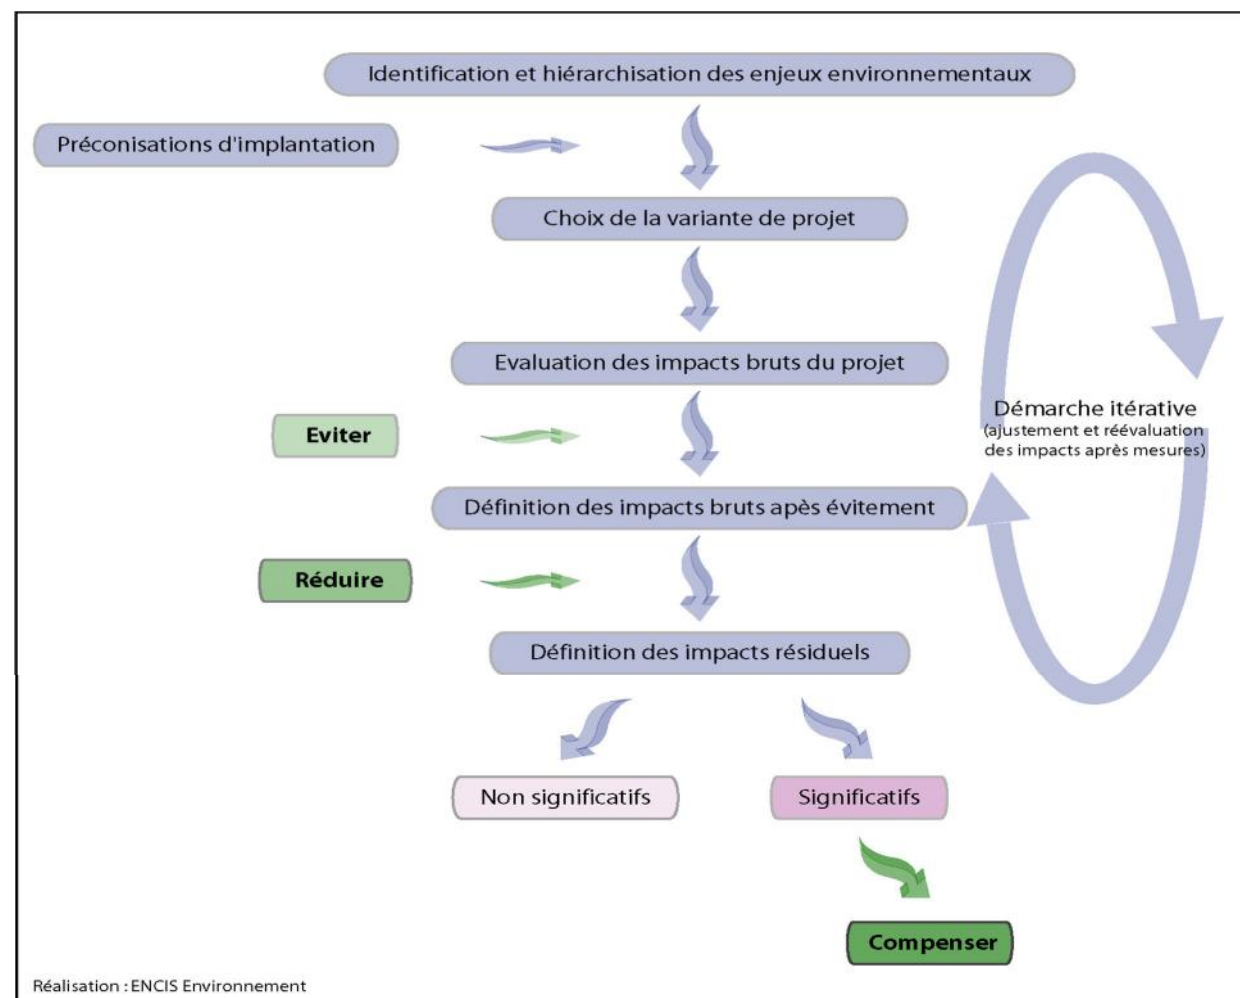 Identification et hiérarchisation des enjeux environnementaux
Préconisations d'implantation
Choix de la variante de projet
Evaluation des impacts bruts du projet
Démarche itérative
(ajustement et réévaluation
des impacts après mesures)
Eviter
Définition des impacts bruts apès évitement
Réduire
Définition des impacts résiduels
Non significatifs
Significatifs
Compenser
Réalisation : ENCIS Environnement